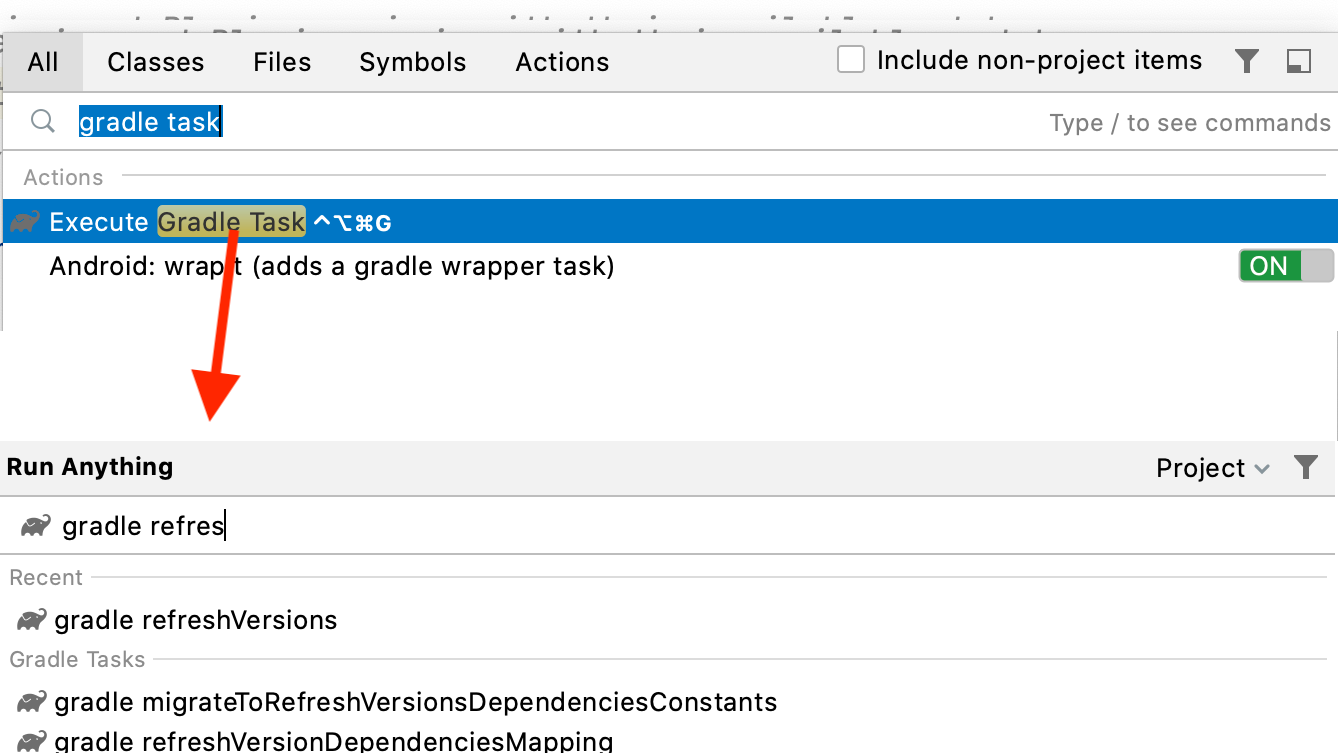 All Classes Files Symbols Actions Include non-project items
gradle task Type / to see commands
Actions
Execute Gradle Task ^⌥⌘G
Android: wrap it (adds a gradle wrapper task) ON
Run Anything Project
gradle refres
Recent
gradle refreshVersions
Gradle Tasks
gradle migrateToRefreshVersionsDependenciesConstants
gradle refreshVersionDependenciesMapping